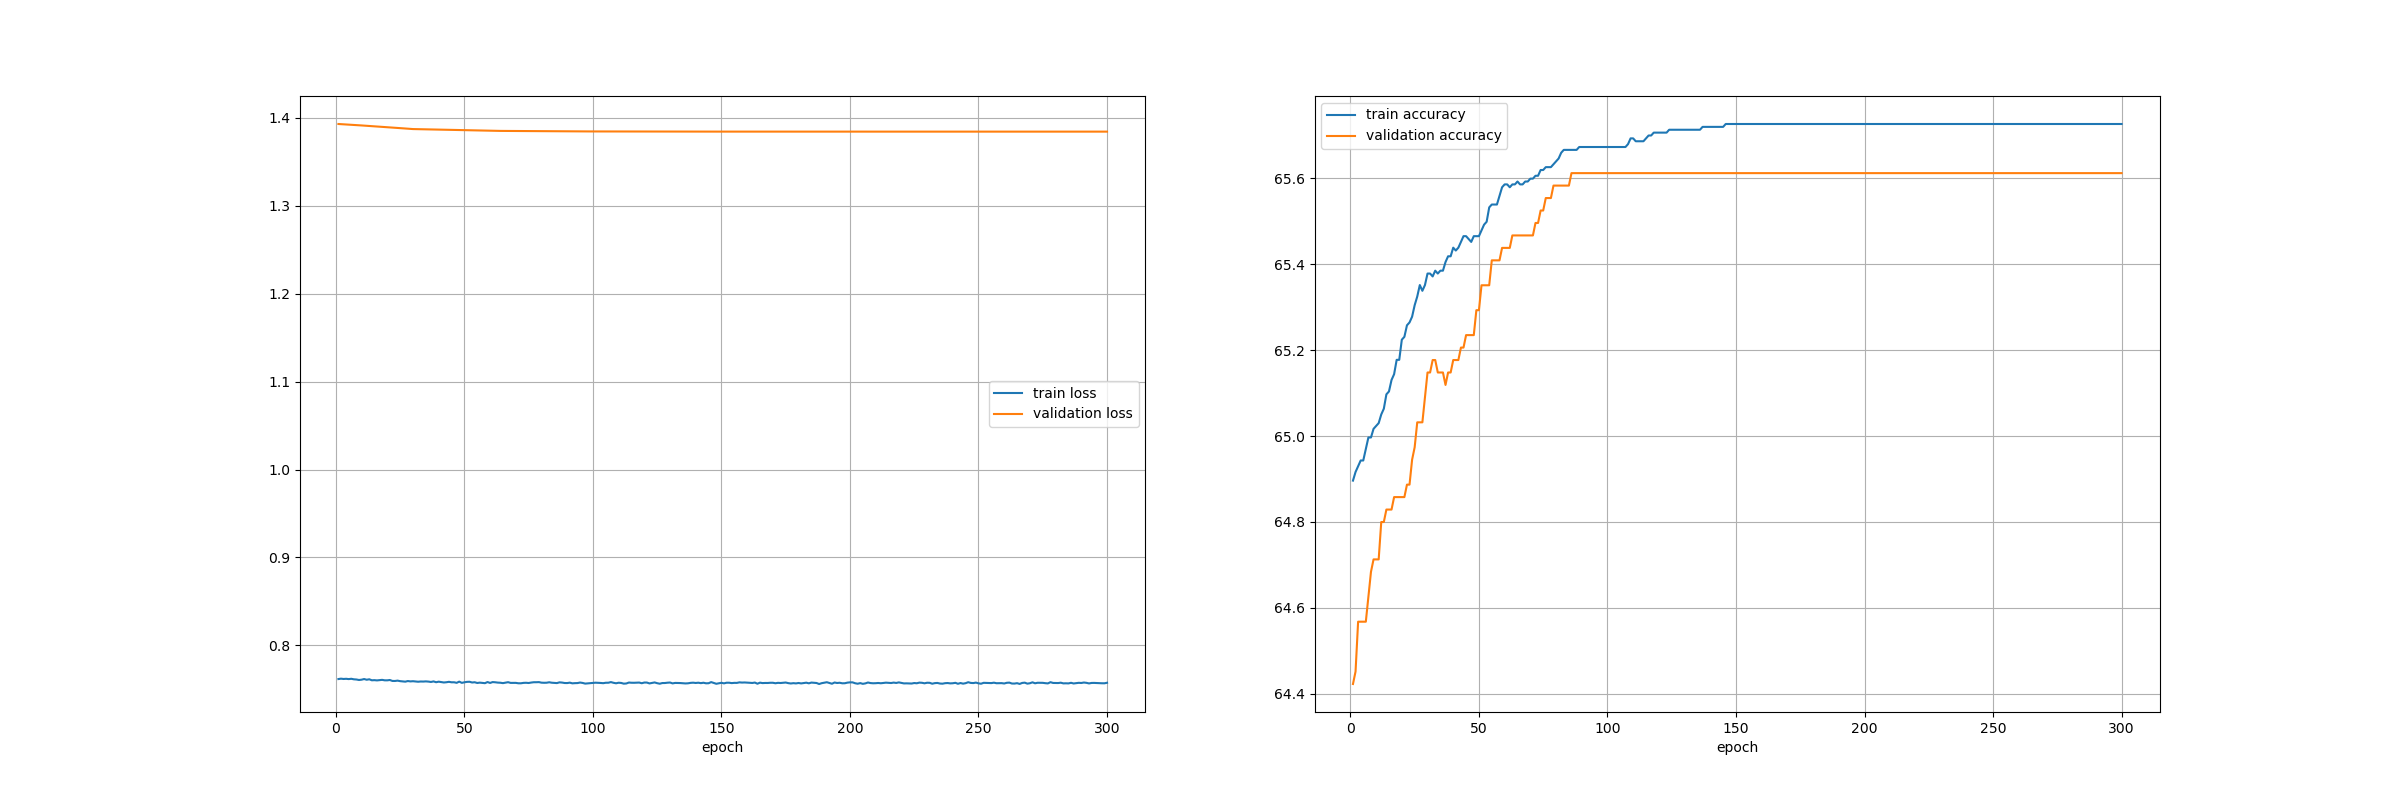 1.4
1.3
1.2
1.1
1.0
0.9
0.8
0 50 100 150 200 250 300
epoch
train loss
validation loss
train accuracy
validation accuracy
65.6
65.4
65.2
65.0
64.8
64.6
64.4
0 50 100 150 200 250 300
epoch